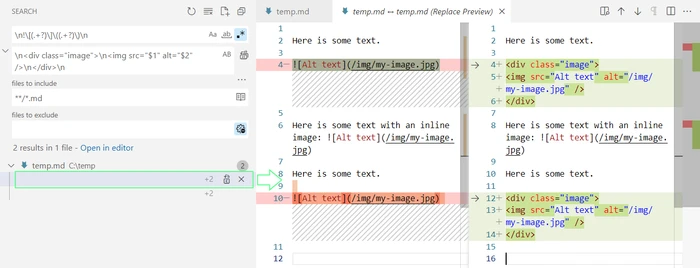 SEARCH
\n!\[(.+?)\]\((.+?)\)\n
Aa
ab
.*
\n<div class="image">\n<img src="$1" alt="$2"
/>\n</div>\n
AB
files to include
**/*.md
files to exclude
2 results in 1 file - Open in editor
temp.md C:\temp 2
+2
+2
temp.md
temp.md ↔ temp.md (Replace Preview)
1
2 Here is some text.
3
4 ![Alt text](/img/my-image.jpg)
5
6 Here is some text with an inline
image: ![Alt text](/img/my-image.
jpg)
7
8 Here is some text.
9
10 ![Alt text](/img/my-image.jpg)
11
12
1
2 Here is some text.
3
4+ <div class="image">
5+ <img src="Alt text" alt="/img/
my-image.jpg" />
6+ </div>
7
8 Here is some text with an inline
image: ![Alt text](/img/my-image.
jpg)
9
10 Here is some text.
11
12+ <div class="image">
13+ <img src="Alt text" alt="/img/
my-image.jpg" />
14+ </div>
15
16